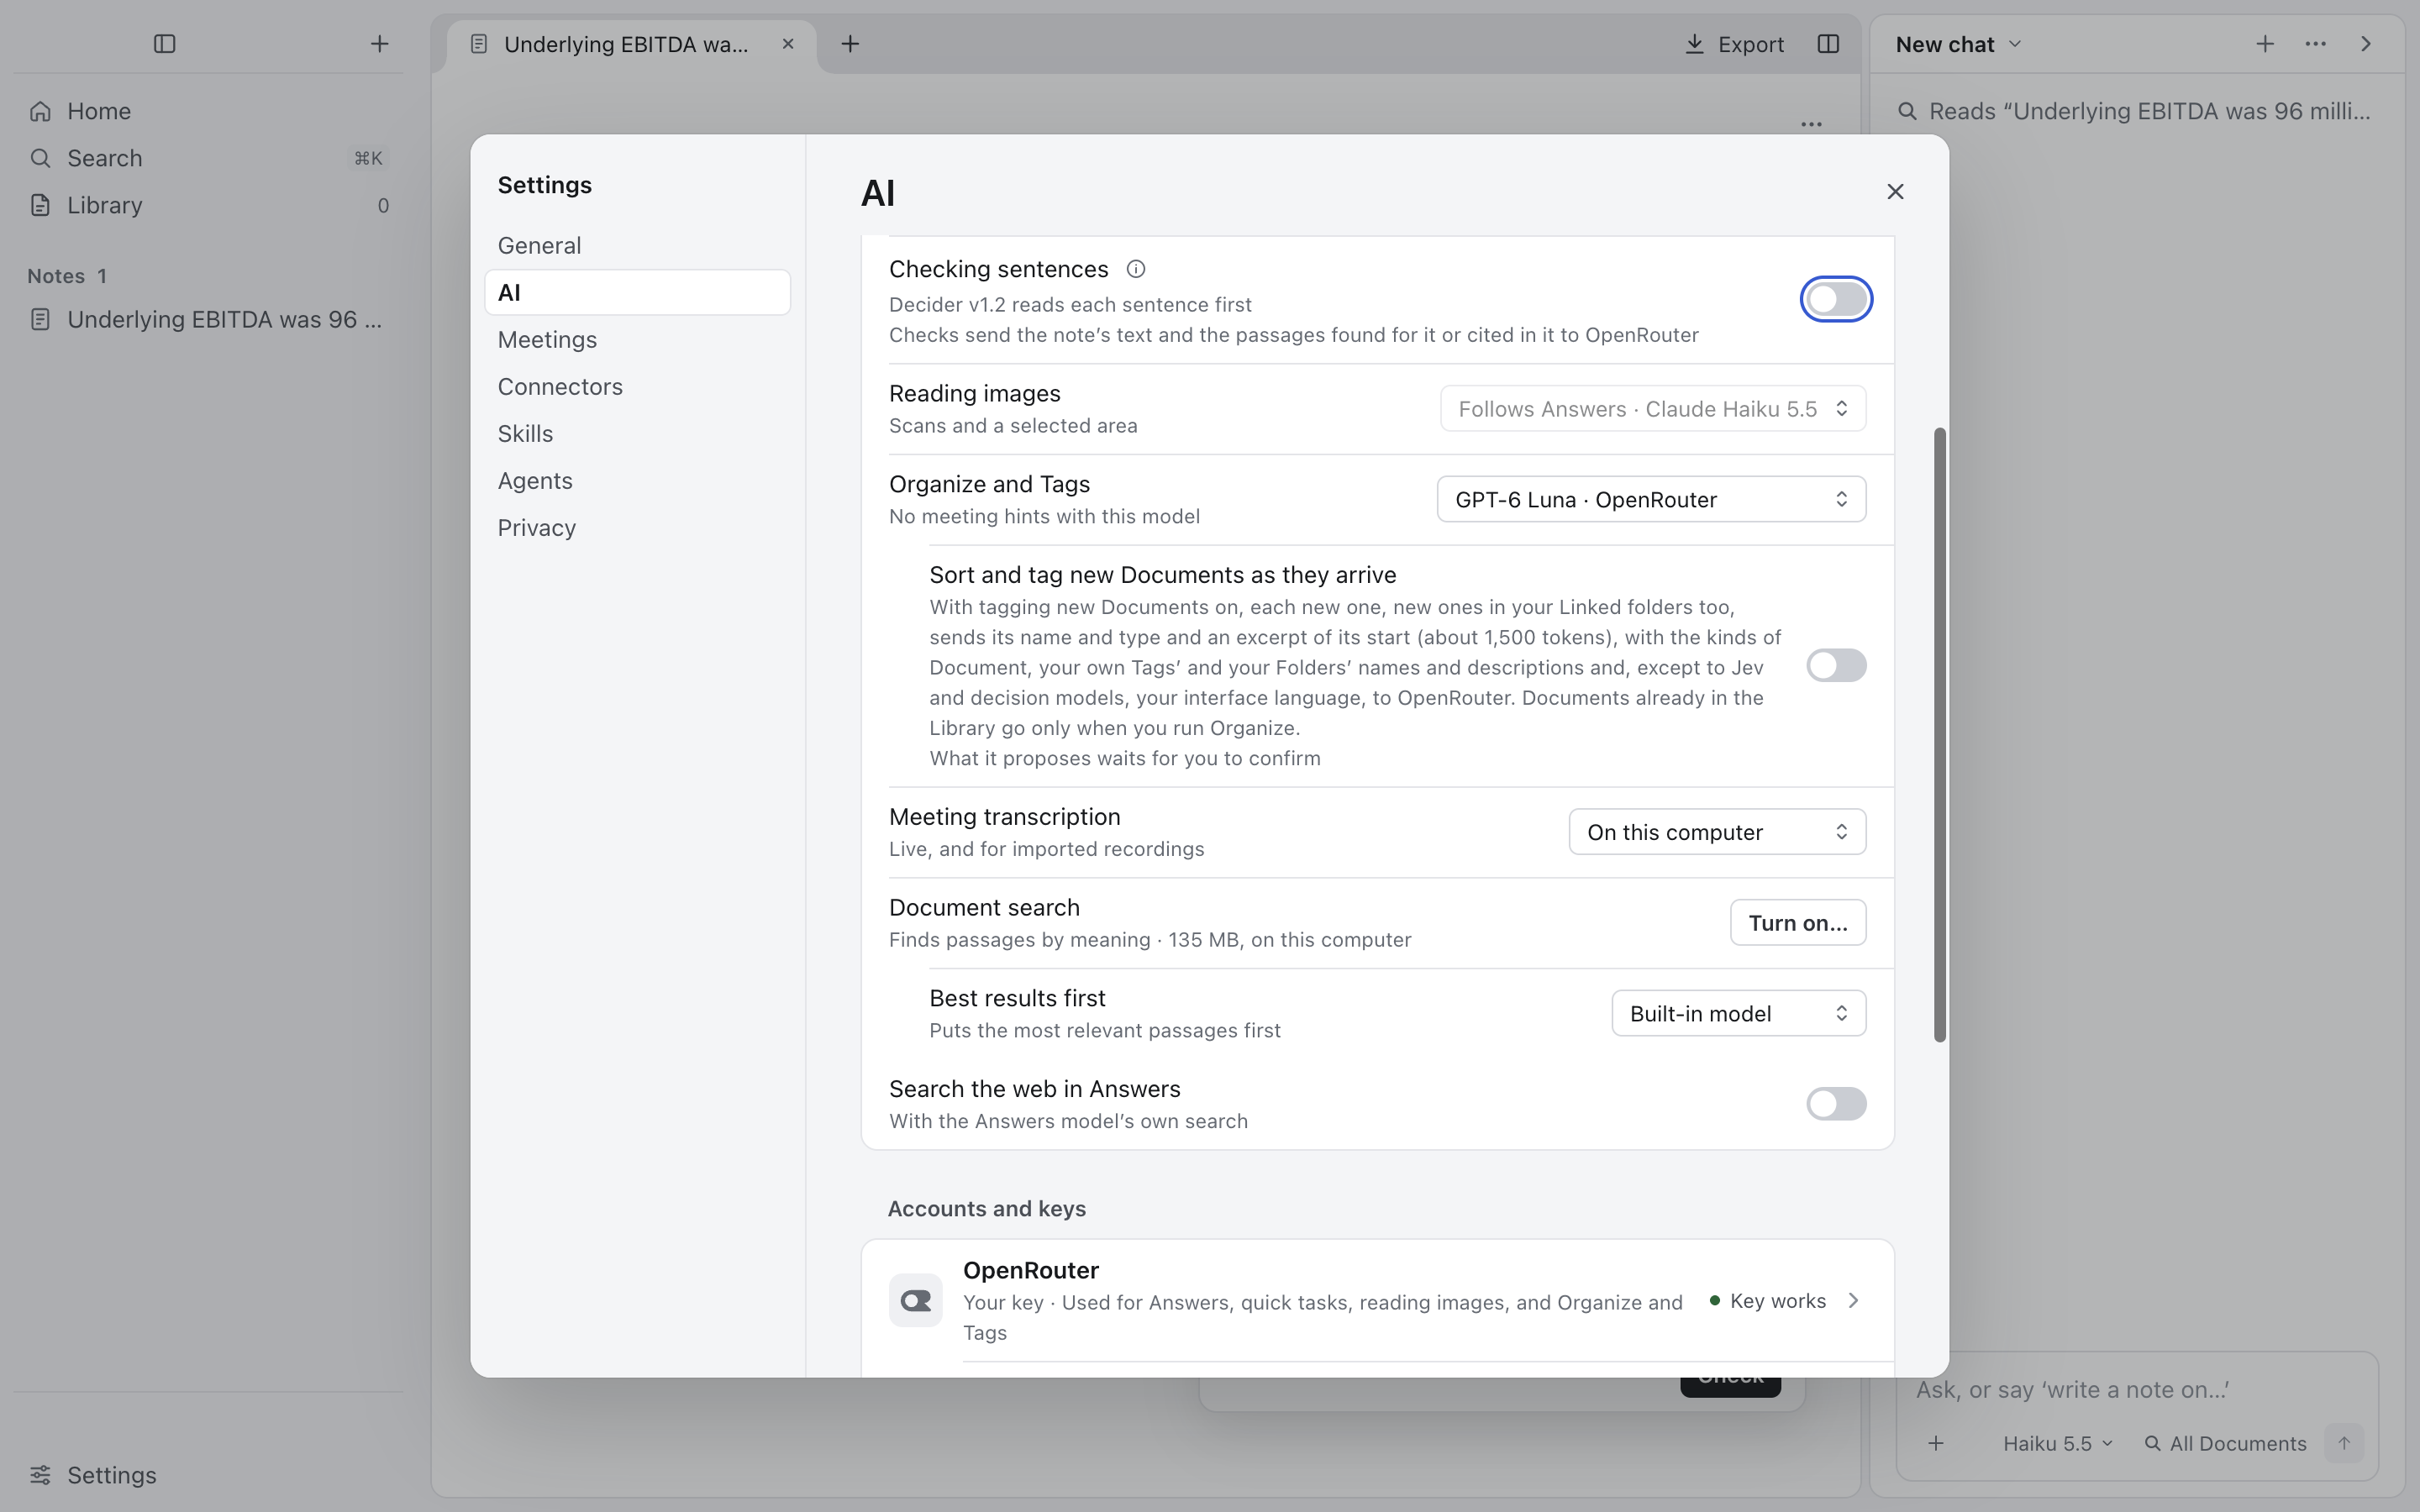 Underlying EBITDA wa...
Export
New chat
Home
Search
⌘K
Library
0
Notes 1
Underlying EBITDA was 96 ...
Reads “Underlying EBITDA was 96 milli...
Settings
General
AI
Meetings
Connectors
Skills
Agents
Privacy
AI
Checking sentences
Decider v1.2 reads each sentence first
Checks send the note’s text and the passages found for it or cited in it to OpenRouter
Reading images
Scans and a selected area
Follows Answers · Claude Haiku 5.5
Organize and Tags
No meeting hints with this model
GPT-6 Luna · OpenRouter
Sort and tag new Documents as they arrive
With tagging new Documents on, each new one, new ones in your Linked folders too,
sends its name and type and an excerpt of its start (about 1,500 tokens), with the kinds of
Document, your own Tags’ and your Folders’ names and descriptions and, except to Jev
and decision models, your interface language, to OpenRouter. Documents already in the
Library go only when you run Organize.
What it proposes waits for you to confirm
Meeting transcription
Live, and for imported recordings
On this computer
Document search
Finds passages by meaning · 135 MB, on this computer
Turn on...
Best results first
Puts the most relevant passages first
Built-in model
Search the web in Answers
With the Answers model’s own search
Accounts and keys
OpenRouter
Your key · Used for Answers, quick tasks, reading images, and Organize and
Tags
Key works
Check
Ask, or say ‘write a note on...’
Haiku 5.5
All Documents
Settings